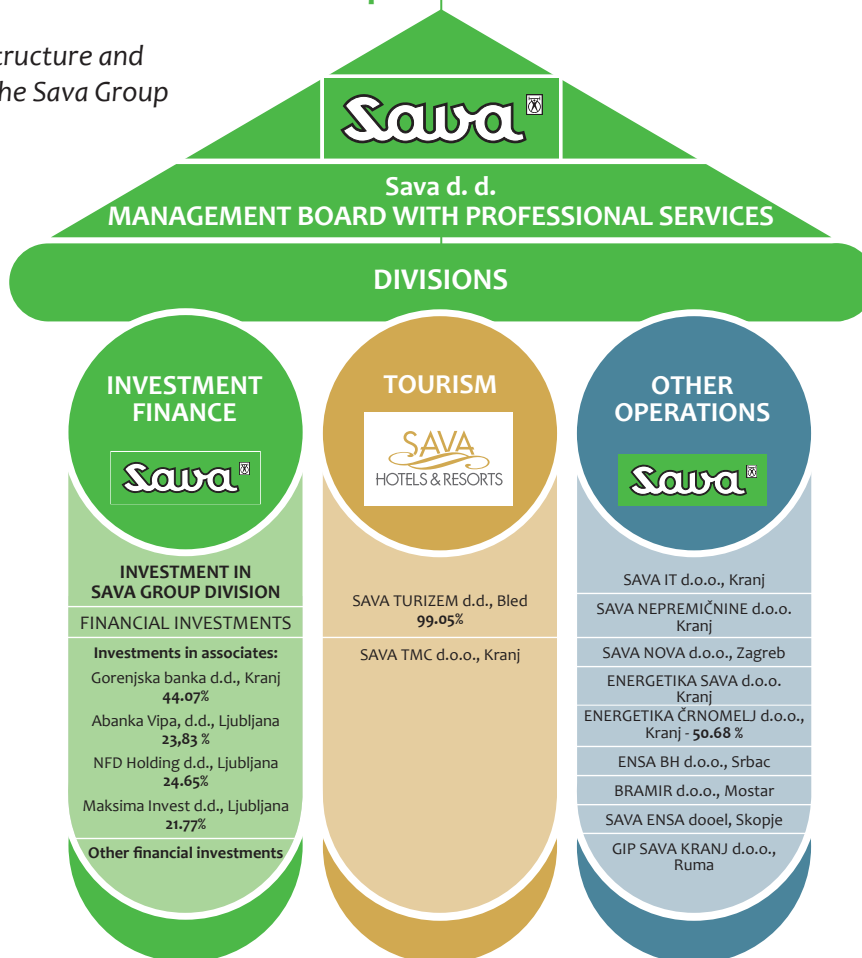 tructure and
he Sava Group
Sava
Sava d. d.
MANAGEMENT BOARD WITH PROFESSIONAL SERVICES
DIVISIONS
INVESTMENT
FINANCE
Sava
INVESTMENT IN
SAVA GROUP DIVISION
FINANCIAL INVESTMENTS
Investments in associates:
Gorenjska banka d.d., Kranj
44.07%
Abanka Vipa, d.d., Ljubljana
23,83 %
NFD Holding d.d., Ljubljana
24.65%
Maksima Invest d.d., Ljubljana
21.77%
Other financial investments
TOURISM
SAVA
HOTELS & RESORTS
SAVA TURIZEM d.d., Bled
99.05%
SAVA TMC d.o.o., Kranj
OTHER
OPERATIONS
Sava
SAVA IT d.o.o., Kranj
SAVA NEPREMIČNINE d.o.o.
Kranj
SAVA NOVA d.o.o., Zagreb
ENERGETIKA SAVA d.o.o.
Kranj
ENERGETIKA ČRNOMELJ d.o.o.,
Kranj - 50.68 %
ENSA BH d.o.o., Srbac
BRAMIR d.o.o., Mostar
SAVA ENSA dooel, Skopje
GIP SAVA KRANJ d.o.o.,
Ruma